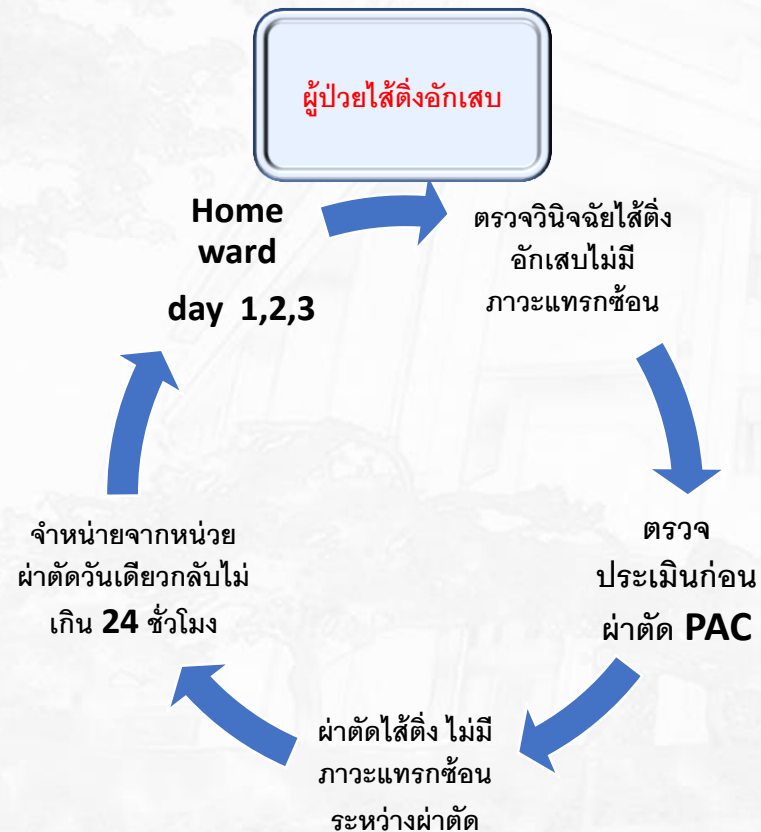 ผู้ป่วยไส้ติ่งอักเสบ
ตรวจวินิจฉัยไส้ติ่ง
อักเสบไม่มี
ภาวะแทรกซ้อน
ตรวจ
ประเมินก่อน
ผ่าตัด PAC
ผ่าตัดไส้ติ่ง ไม่มี
ภาวะแทรกซ้อน
ระหว่างผ่าตัด
จำหน่ายจากหน่วย
ผ่าตัดวันเดียวกลับไม่
เกิน 24 ชั่วโมง
Home
ward
day 1,2,3